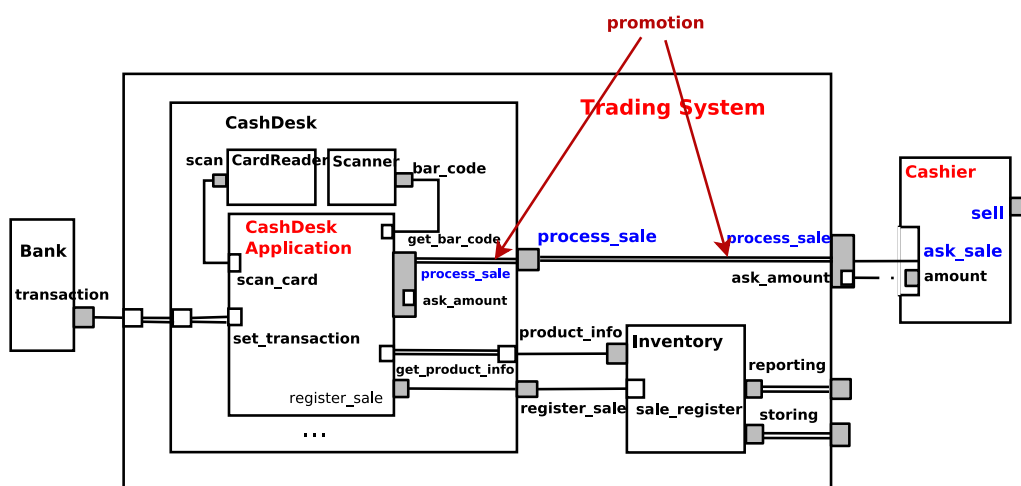 promotion
Trading System
CashDesk
scan
CardReader
Scanner
bar_code
Cashier
sell
CashDesk
Application
get_bar_code
process_sale
process_sale
Bank
ask_sale
scan_card
process_sale
ask_amount
amount
transaction
ask_amount
set_transaction
product_info
Inventory
get_product_info
reporting
register_sale
register_sale
sale_register
storing
...